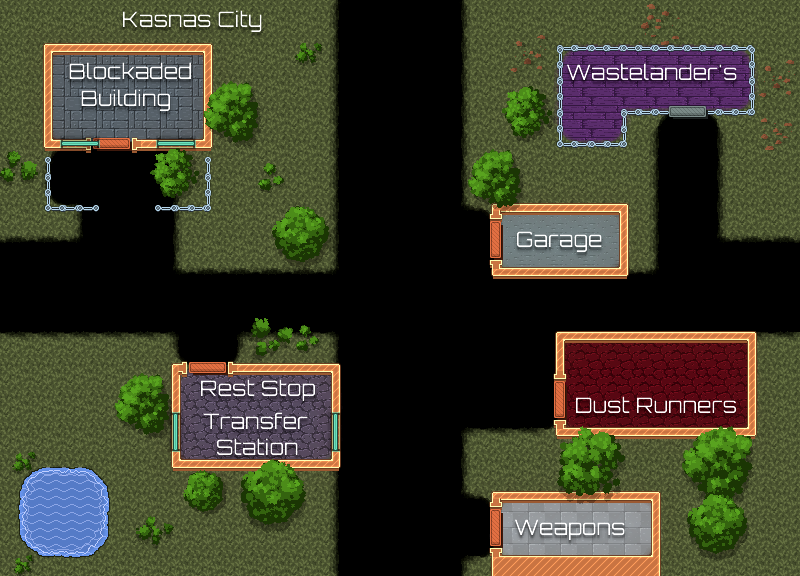 Kasnas City
Blockaded
Building
Wastelander's
Garage
Rest Stop
Transfer
Station
Dust Runners
Weapons